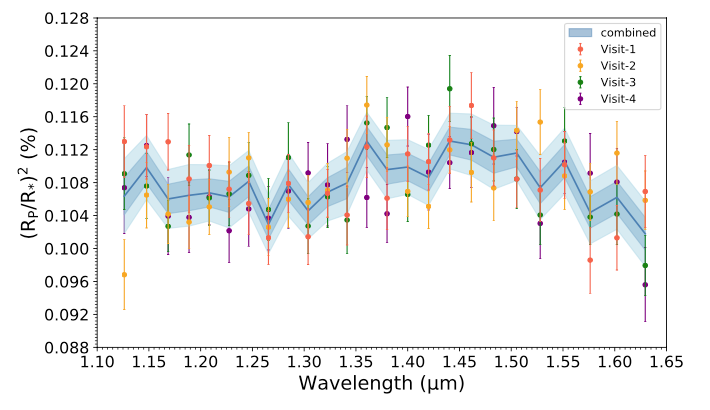 0.128
0.124
0.120
0.116
0.112
0.108
0.104
0.100
0.096
0.092
0.088
(R_P/R_*)² (%)
combined
Visit-1
Visit-2
Visit-3
Visit-4
1.10 1.15 1.20 1.25 1.30 1.35 1.40 1.45 1.50 1.55 1.60 1.65
Wavelength (μm)